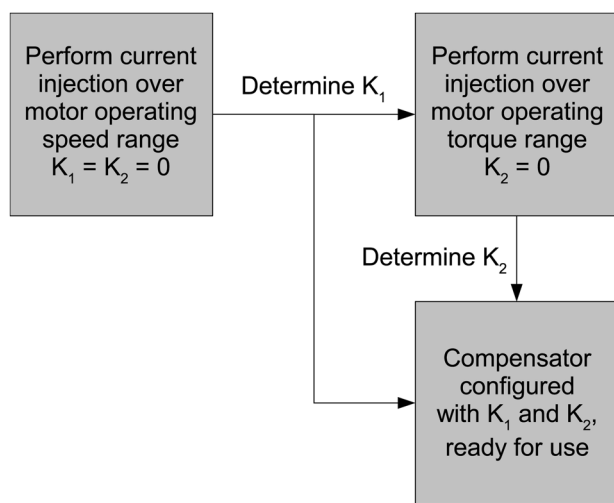 Perform current
injection over
motor operating
speed range
K₁ = K₂ = 0
Determine K₁
Perform current
injection over
motor operating
torque range
K₂ = 0
Determine K₂
Compensator
configured
with K₁ and K₂,
ready for use